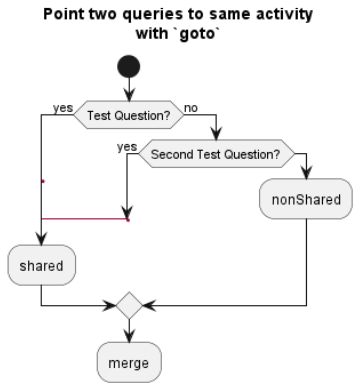 Point two queries to same activity
with `goto`
yes
Test Question?
no
yes
Second Test Question?
nonShared
shared
merge